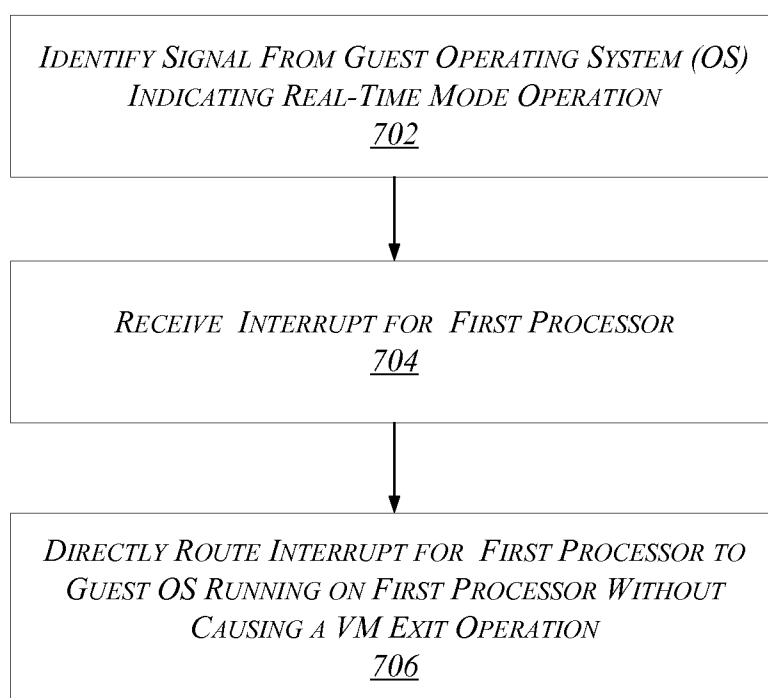 IDENTIFY SIGNAL FROM GUEST OPERATING SYSTEM (OS)
INDICATING REAL-TIME MODE OPERATION
702
RECEIVE INTERRUPT FOR FIRST PROCESSOR
704
DIRECTLY ROUTE INTERRUPT FOR FIRST PROCESSOR TO
GUEST OS RUNNING ON FIRST PROCESSOR WITHOUT
CAUSING A VM EXIT OPERATION
706